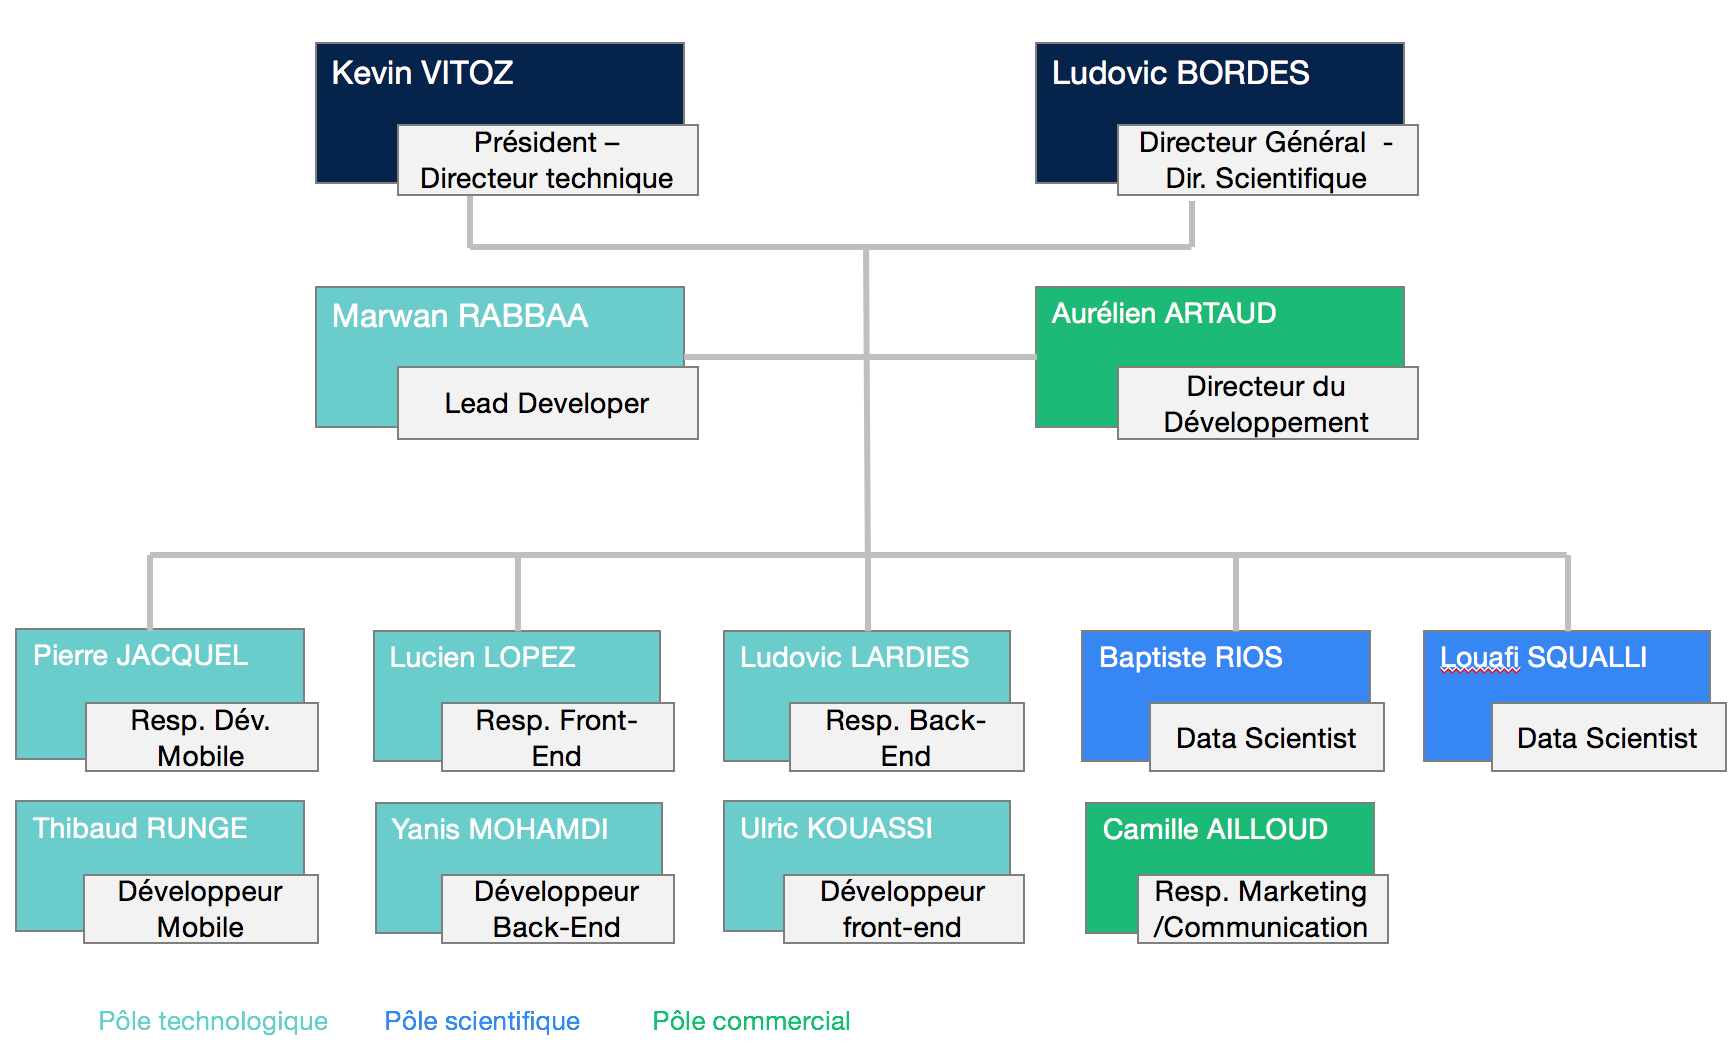 Kevin VITOZ
Président –
Directeur technique
Ludovic BORDES
Directeur Général  -
Dir. Scientifique
Marwan RABBAA
Lead Developer
Aurélien ARTAUD
Directeur du
Développement
Pierre JACQUEL
Resp. Dév.
Mobile
Lucien LOPEZ
Resp. Front-
End
Ludovic LARDIES
Resp. Back-
End
Baptiste RIOS
Data Scientist
Louafi SQUALLI
Data Scientist
Thibaud RUNGE
Développeur
Mobile
Yanis MOHAMDI
Développeur
Back-End
Ulric KOUASSI
Développeur
front-end
Camille AILLOUD
Resp. Marketing
/Communication
Pôle technologique
Pôle scientifique
Pôle commercial